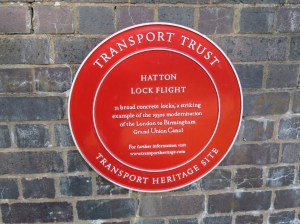 TRANSPORT TRUST
HATTON
LOCK FLIGHT
21 broad concrete locks, a striking
example of the 1930s modernisation
of the London to Birmingham
Grand Union Canal
For further information visit
www.transportheritage.com
TRANSPORT HERITAGE SITE